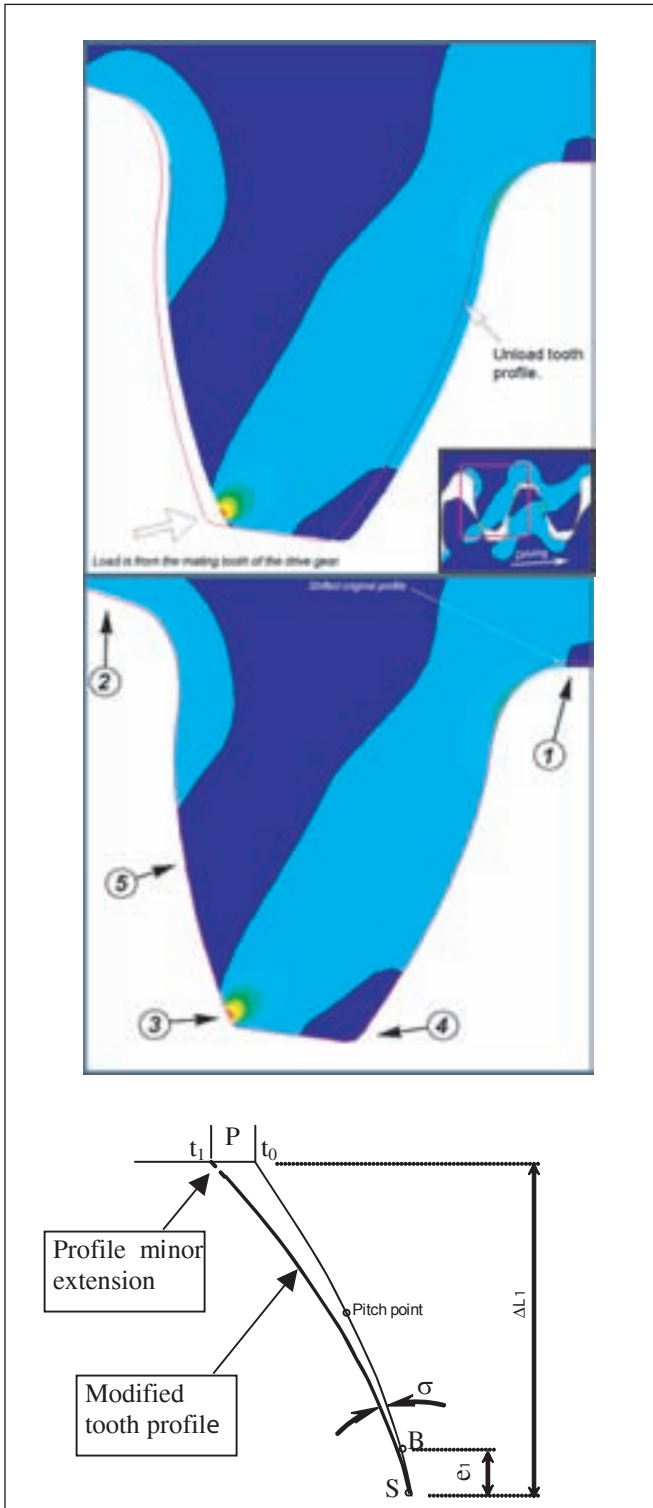 Unload tooth
profile.
Driving
Load is from the mating tooth of the drive gear
Shifted original profile
2
1
5
3
4
t₁ P t₀
Profile minor
extension
Pitch point
ΔL₁
Modified
tooth profile
σ
B
e₁
S